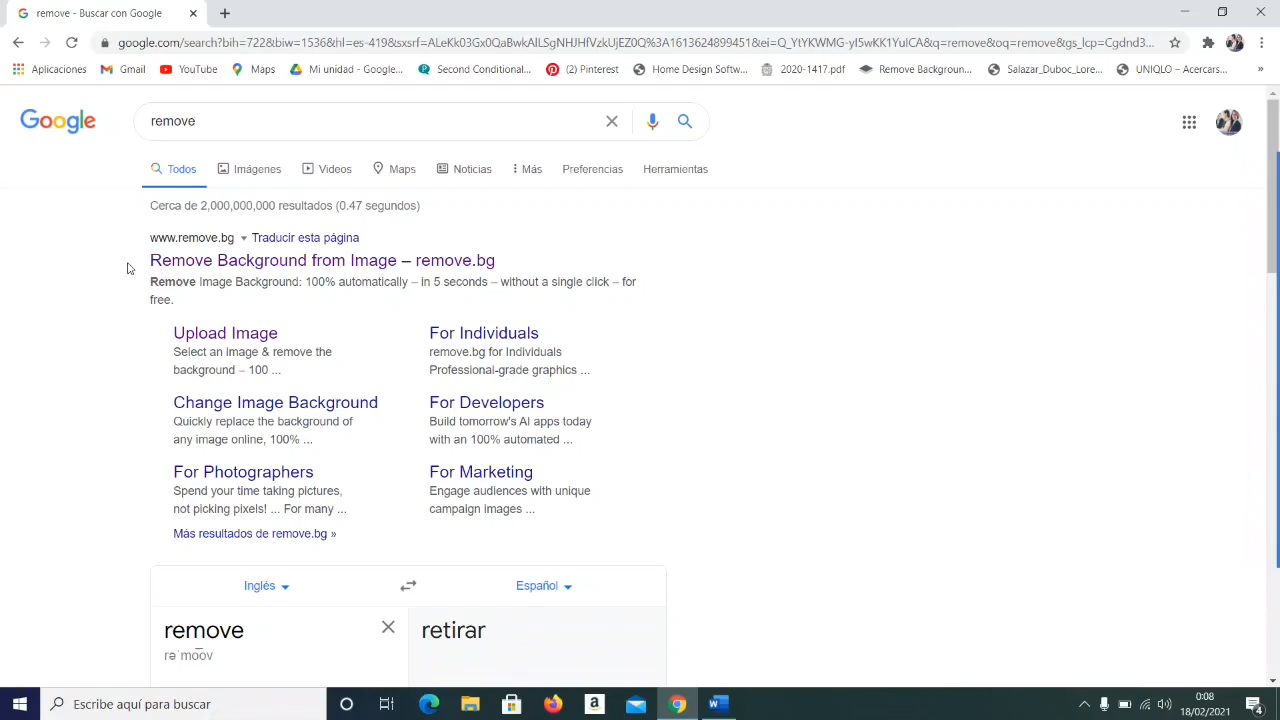 remove - Buscar con Google
google.com/search?bih=722&biw=1536&hl=es-419&sxsrf=ALeKk03Gx0QaBwkAlLSgNHJHfVzkUjEZ0Q%3A1613624899451&ei=Q_YtYKWMG-yI5wKK1YuICA&q=remove&oq=remove&gs_lcp=Cgdnd3...
Aplicaciones Gmail YouTube Maps Mi unidad - Google... Second Conditional... (2) Pinterest Home Design Softw... 2020-1417.pdf Remove Backgroun... Salazar_Duboc_Lore... UNIQLO – Acercars... »
Google remove
Todos Imágenes Videos Maps Noticias Más Preferencias Herramientas
Cerca de 2,000,000,000 resultados (0.47 segundos)
www.remove.bg Traducir esta página
Remove Background from Image – remove.bg
Remove Image Background: 100% automatically – in 5 seconds – without a single click – for
free.
Upload Image
Select an image & remove the
background – 100 ...
For Individuals
remove.bg for Individuals
Professional-grade graphics ...
Change Image Background
Quickly replace the background of
any image online, 100% ...
For Developers
Build tomorrow's AI apps today
with an 100% automated ...
For Photographers
Spend your time taking pictures,
not picking pixels! ... For many ...
For Marketing
Engage audiences with unique
campaign images ...
Más resultados de remove.bg »
Inglés Español
remove retirar
rəˈmo͞ov
Escribe aquí para buscar
0:08
18/02/2021
4